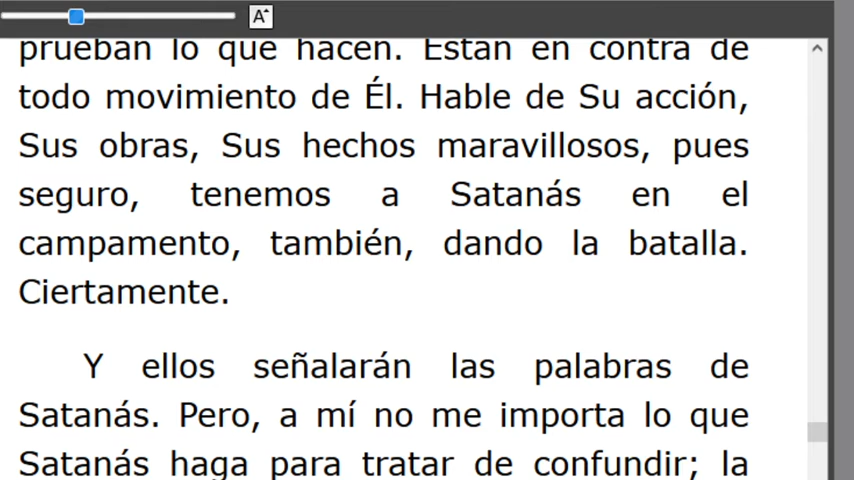 A
prueban lo que hacen. Están en contra de
todo movimiento de Él. Hable de Su acción,
Sus obras, Sus hechos maravillosos, pues
seguro, tenemos a Satanás en el
campamento, también, dando la batalla.
Ciertamente.
Y ellos señalarán las palabras de
Satanás. Pero, a mí no me importa lo que
Satanás haga para tratar de confundir; la